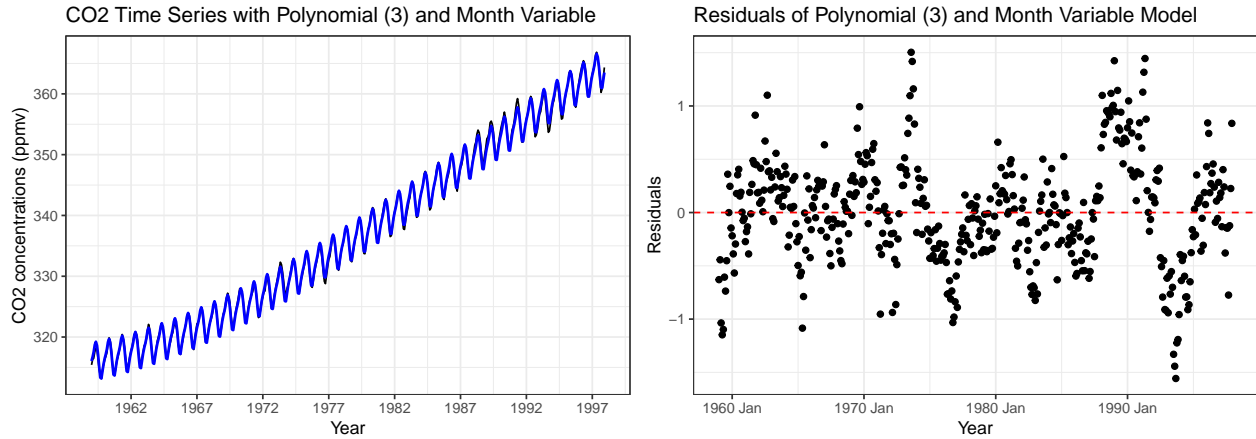 CO2 Time Series with Polynomial (3) and Month Variable
CO2 concentrations (ppmv)
360
350
340
330
320
1962 1967 1972 1977 1982 1987 1992 1997
Year
Residuals of Polynomial (3) and Month Variable Model
Residuals
1
0
−1
1960 Jan 1970 Jan 1980 Jan 1990 Jan
Year